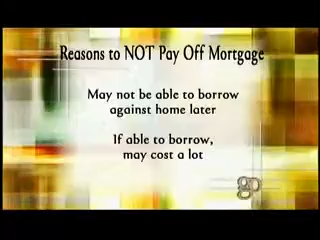 Reasons to NOT Pay Off Mortgage
May not be able to borrow
against home later
If able to borrow,
may cost a lot